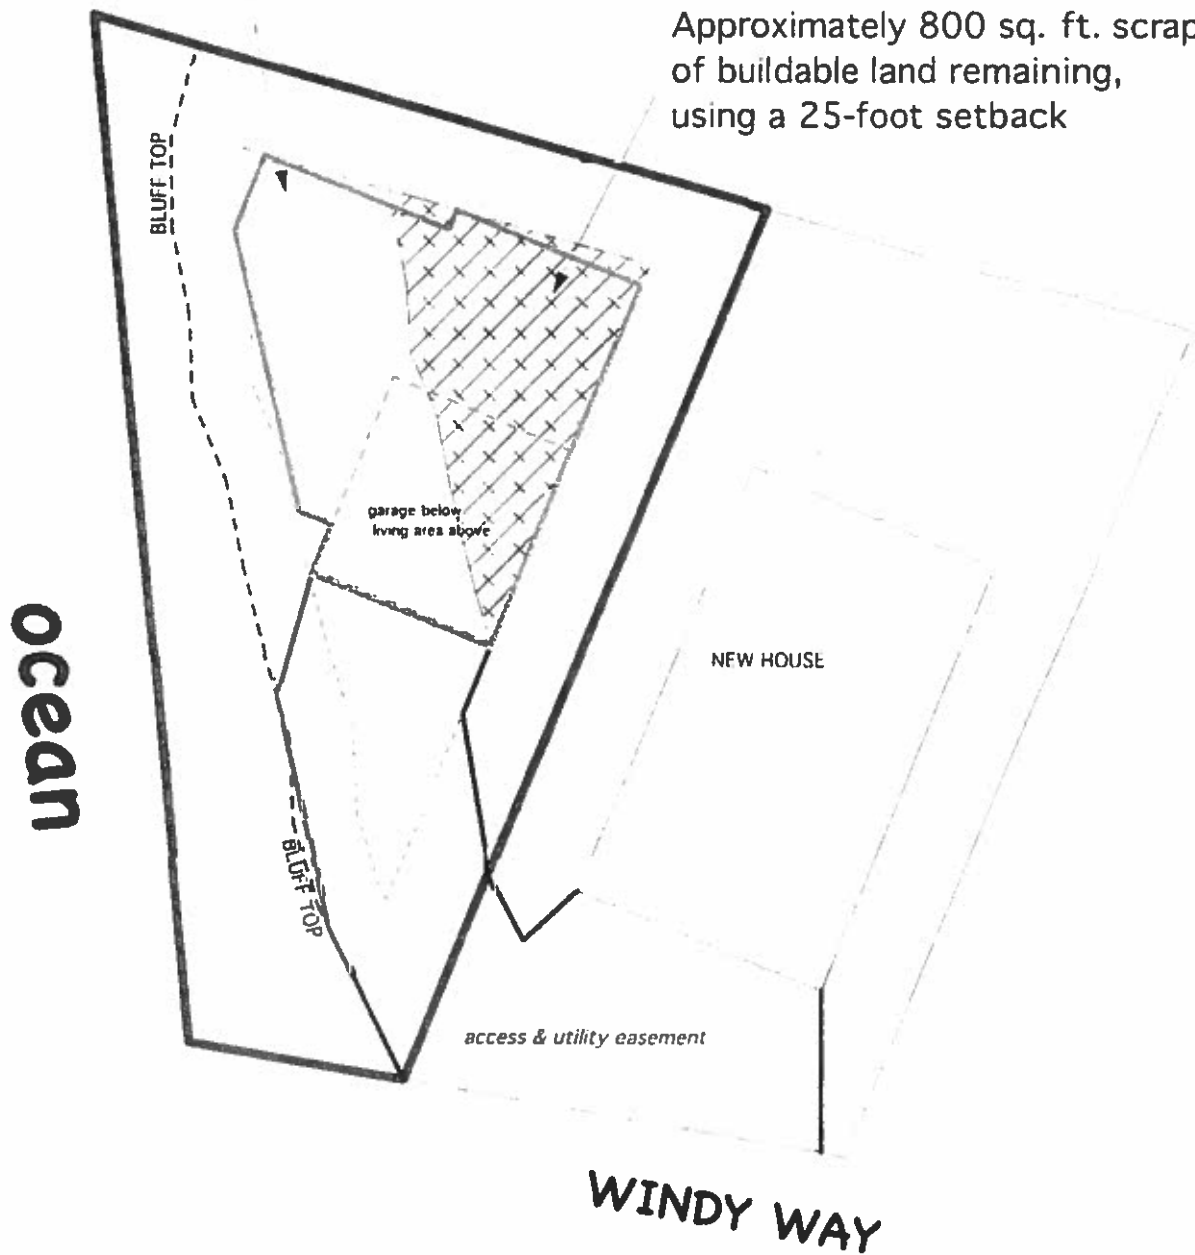 Approximately 800 sq. ft. scrap
of buildable land remaining,
using a 25-foot setback
BLUFF TOP
garage below
living area above
ocean
NEW HOUSE
BLUFF TOP
access & utility easement
WINDY WAY